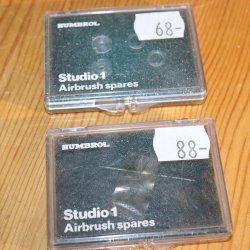 HUMBROL
68-
Studio 1
Airbrush spares
HUMBROL
88-
Studio 1
Airbrush spares